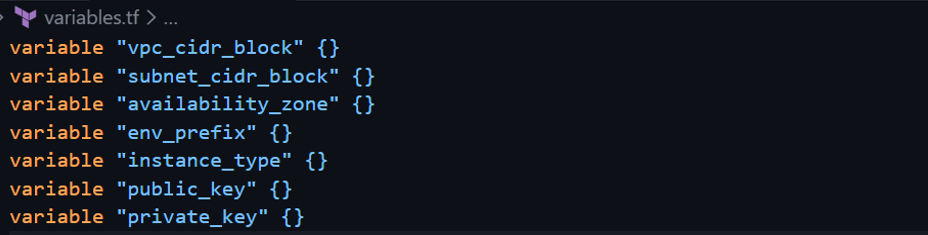 variables.tf > ...
variable "vpc_cidr_block" {}
variable "subnet_cidr_block" {}
variable "availability_zone" {}
variable "env_prefix" {}
variable "instance_type" {}
variable "public_key" {}
variable "private_key" {}